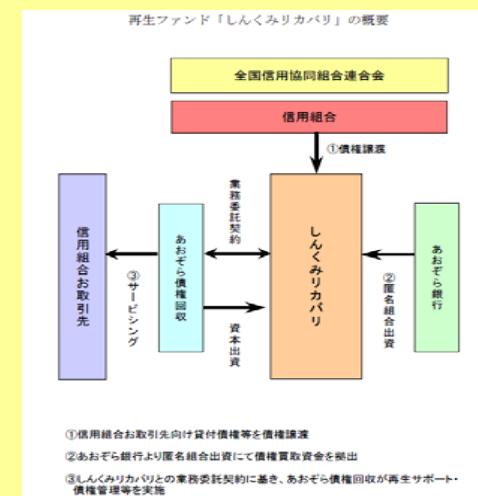 再生ファンド「しんくみリカバリ」の概要
全国信用協同組合連合会
信用組合
①債権譲渡
業務委託契約
信用組合お取引先
あおぞら債権回収
しんくみリカバリ
あおぞら銀行
③サービシング
②匿名組合出資
資本出資
①信用組合お取引先向け貸付債権等を債権譲渡
②あおぞら銀行より匿名組合出資にて債権買取資金を拠出
③しんくみリカバリとの業務委託契約に基き、あおぞら債権回収が再生サポート・
債権管理等を実施